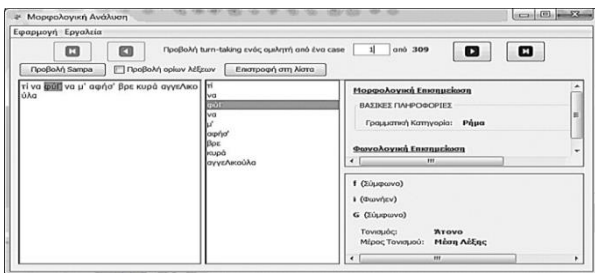 Μορφολογική Ανάλυση
Εφαρμογή Εργαλεία
Προβολή turn-taking ενός ομιλητή από ένα case 1 από 309
Προβολή Sampa Προβολή ορίων λέξεων Επιστροφή στη λίστα
τί να φύγ' να μ' αφήσ' βρε κυρά αγγελικο
ύλα
τί
να
φύγ'
να
μ'
αφήσ'
βρε
κυρά
αγγελικούλα
Μορφολογική Επισημείωση
ΒΑΣΙΚΕΣ ΠΛΗΡΟΦΟΡΙΕΣ
Γραμματική Κατηγορία: Ρήμα
Φωνολογική Επισημείωση
f (Σύμφωνο)
i (Φωνήεν)
G (Σύμφωνο)
Τονισμός: Άτονο
Μέρος Τονισμού: Μέση Λέξης